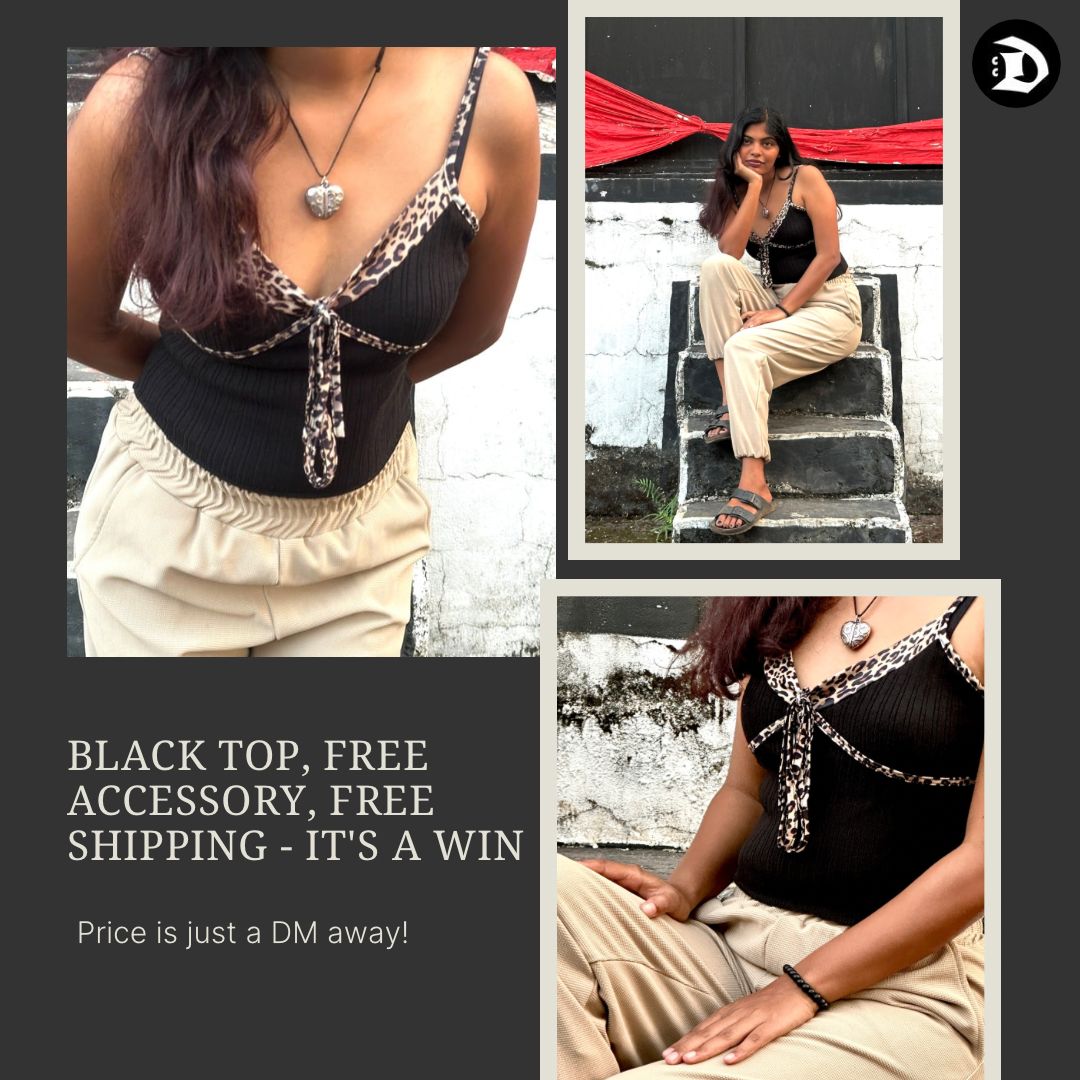 BLACK TOP, FREE
ACCESSORY, FREE
SHIPPING - IT'S A WIN
Price is just a DM away!